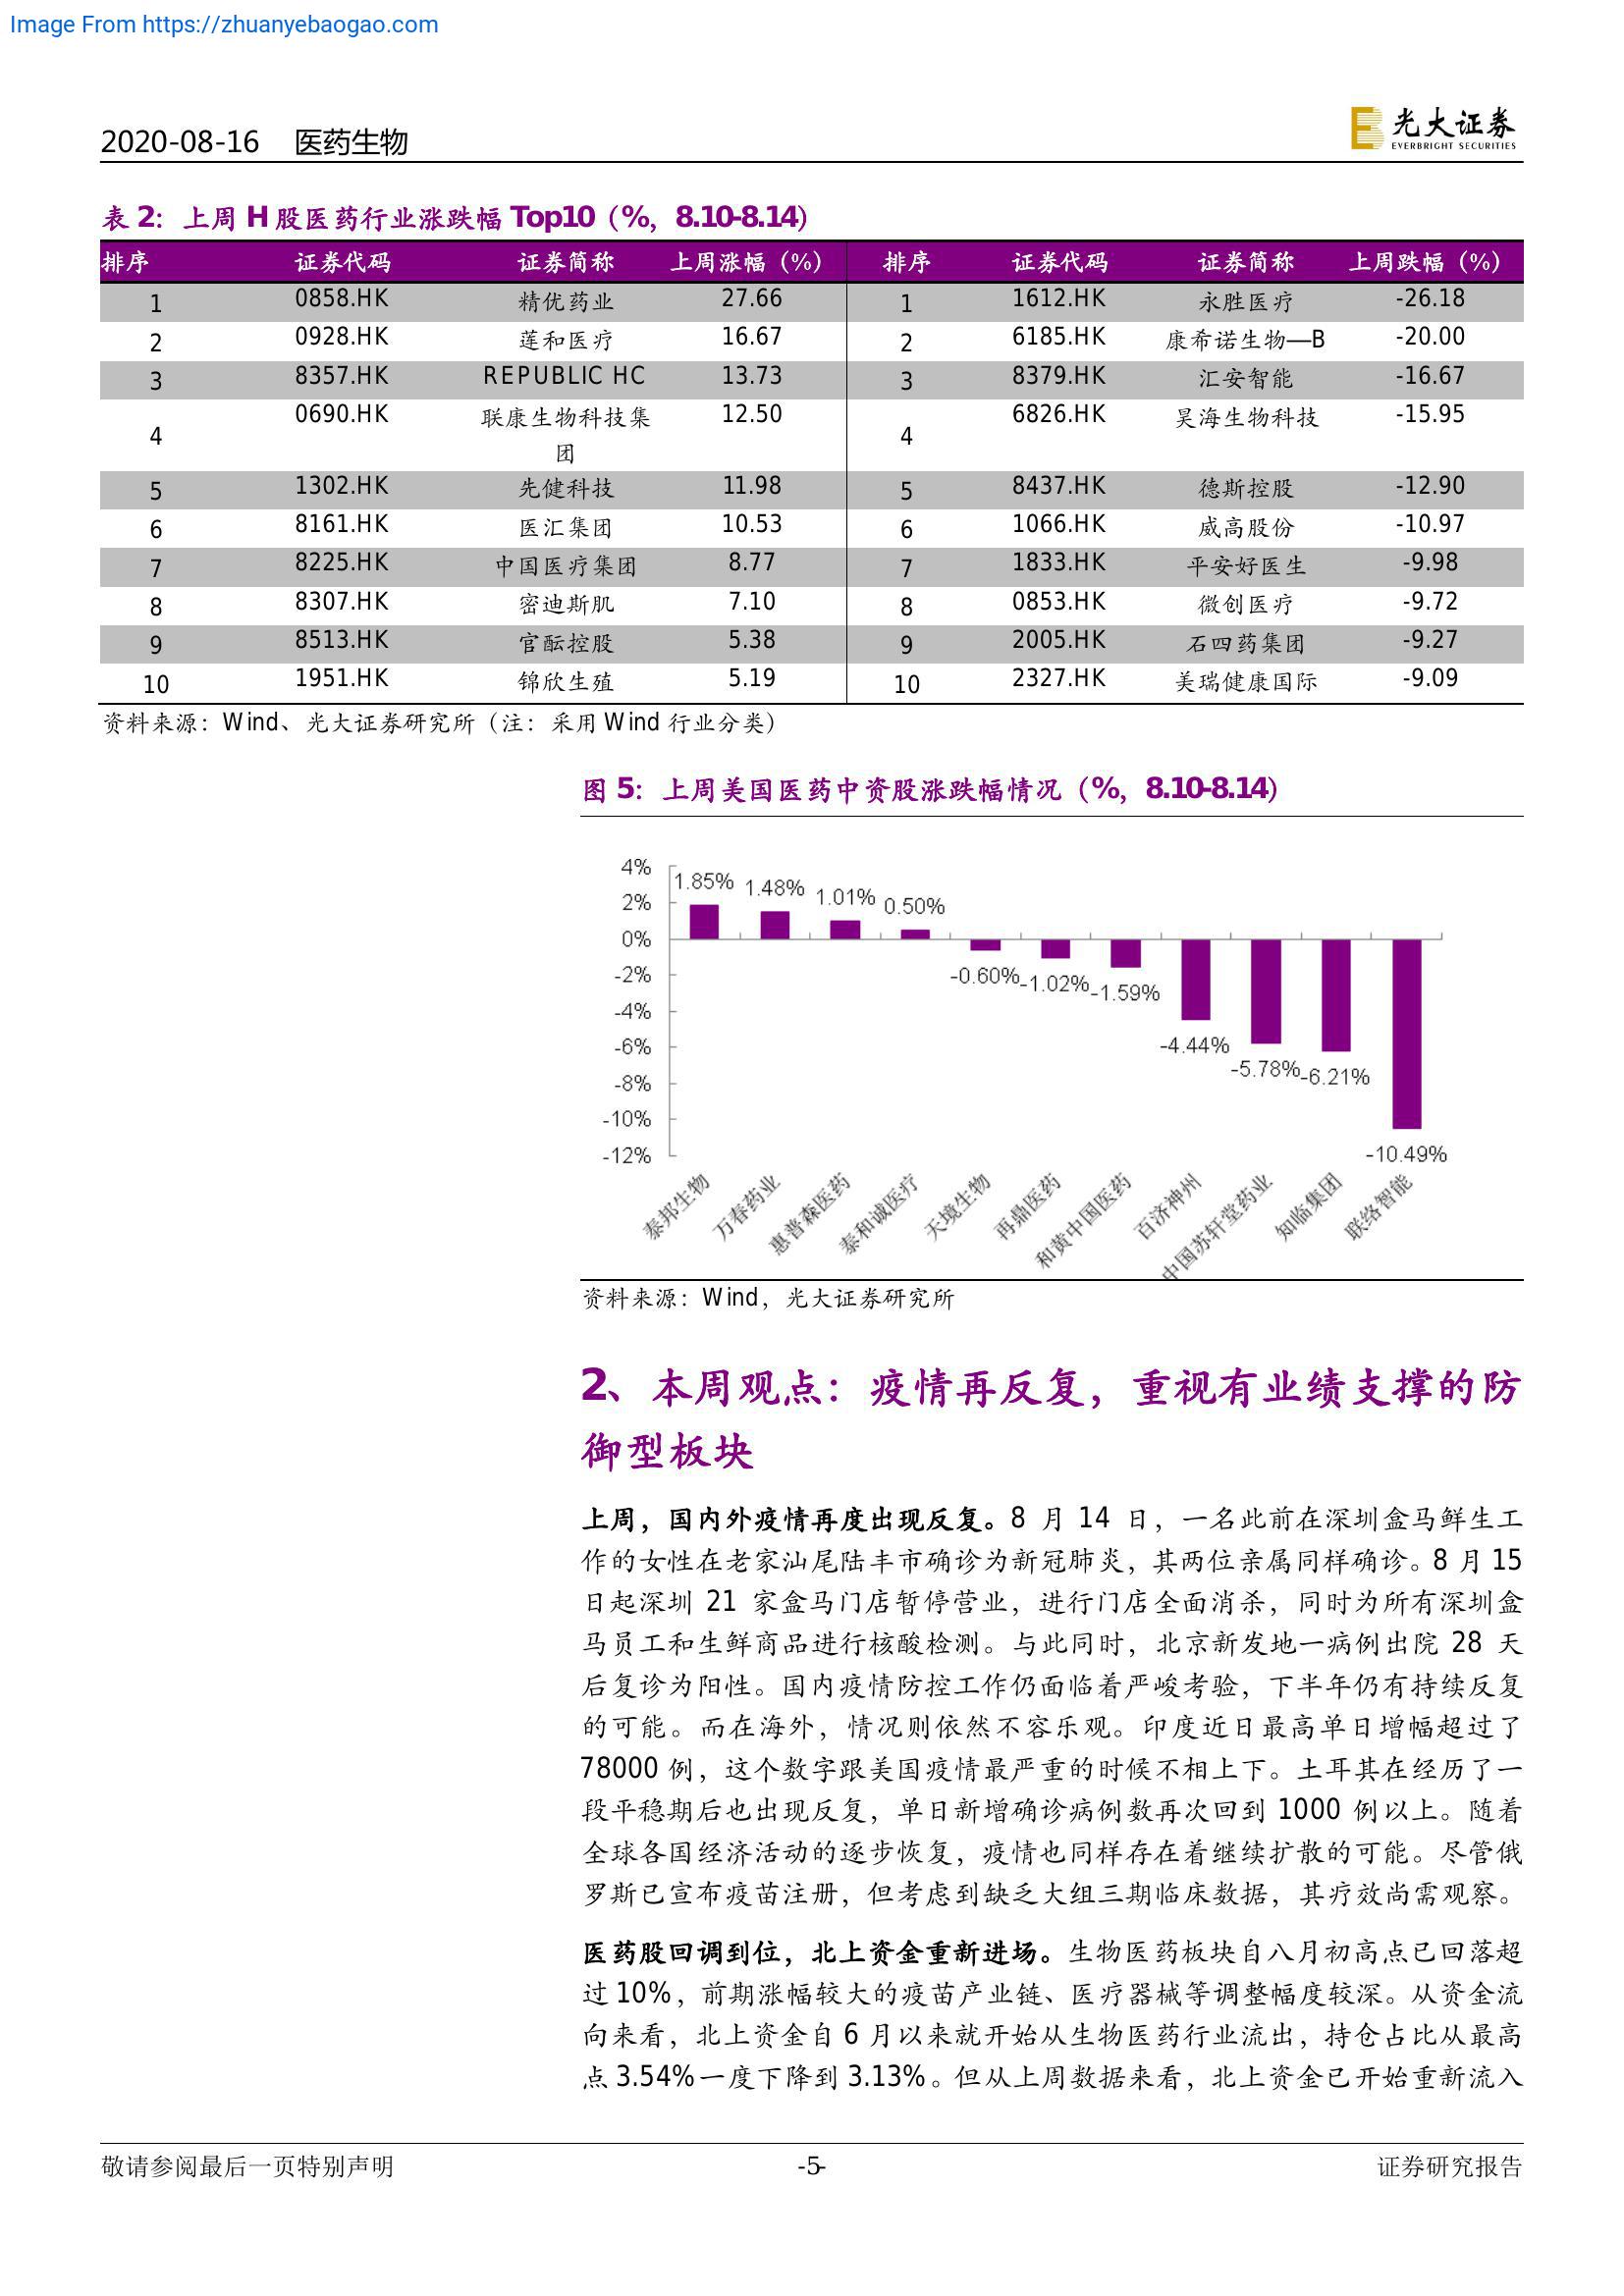 Image From https://zhuanyebaogao.com
2020-08-16 医药生物
光大证券
EVERBRIGHT SECURITIES
表 2：上周 H 股医药行业涨跌幅 Top10（%，8.10-8.14）
排序 证券代码 证券简称 上周涨幅（%） 排序 证券代码 证券简称 上周跌幅（%）
1 0858.HK 精优药业 27.66 1 1612.HK 永胜医疗 -26.18
2 0928.HK 莲和医疗 16.67 2 6185.HK 康希诺生物—B -20.00
3 8357.HK REPUBLIC HC 13.73 3 8379.HK 汇安智能 -16.67
4 0690.HK 联康生物科技集团 12.50 4 6826.HK 昊海生物科技 -15.95
5 1302.HK 先健科技 11.98 5 8437.HK 德斯控股 -12.90
6 8161.HK 医汇集团 10.53 6 1066.HK 威高股份 -10.97
7 8225.HK 中国医疗集团 8.77 7 1833.HK 平安好医生 -9.98
8 8307.HK 密迪斯肌 7.10 8 0853.HK 微创医疗 -9.72
9 8513.HK 官酝控股 5.38 9 2005.HK 石四药集团 -9.27
10 1951.HK 锦欣生殖 5.19 10 2327.HK 美瑞健康国际 -9.09
资料来源：Wind、光大证券研究所（注：采用 Wind 行业分类）
图 5：上周美国医药中资股涨跌幅情况（%，8.10-8.14）
4%
2%
0%
-2%
-4%
-6%
-8%
-10%
-12%
1.85% 1.48% 1.01% 0.50% -0.60% -1.02% -1.59% -4.44% -5.78% -6.21% -10.49%
泰邦生物 万春药业 惠普森医药 泰和诚医疗 天境生物 再鼎医药 和黄中国医药 百济神州 中国苏轩堂药业 知临集团 联络智能
资料来源：Wind，光大证券研究所
2、本周观点：疫情再反复，重视有业绩支撑的防
御型板块
上周，国内外疫情再度出现反复。8 月 14 日，一名此前在深圳盒马鲜生工
作的女性在老家汕尾陆丰市确诊为新冠肺炎，其两位亲属同样确诊。8 月 15
日起深圳 21 家盒马门店暂停营业，进行门店全面消杀，同时为所有深圳盒
马员工和生鲜商品进行核酸检测。与此同时，北京新发地一病例出院 28 天
后复诊为阳性。国内疫情防控工作仍面临着严峻考验，下半年仍有持续反复
的可能。而在海外，情况则依然不容乐观。印度近日最高单日增幅超过了
78000 例，这个数字跟美国疫情最严重的时候不相上下。土耳其在经历了一
段平稳期后也出现反复，单日新增确诊病例数再次回到 1000 例以上。随着
全球各国经济活动的逐步恢复，疫情也同样存在着继续扩散的可能。尽管俄
罗斯已宣布疫苗注册，但考虑到缺乏大组三期临床数据，其疗效尚需观察。
医药股回调到位，北上资金重新进场。生物医药板块自八月初高点已回落超
过 10%，前期涨幅较大的疫苗产业链、医疗器械等调整幅度较深。从资金流
向来看，北上资金自 6 月以来就开始从生物医药行业流出，持仓占比从最高
点 3.54%一度下降到 3.13%。但从上周数据来看，北上资金已开始重新流入
敬请参阅最后一页特别声明 -5- 证券研究报告